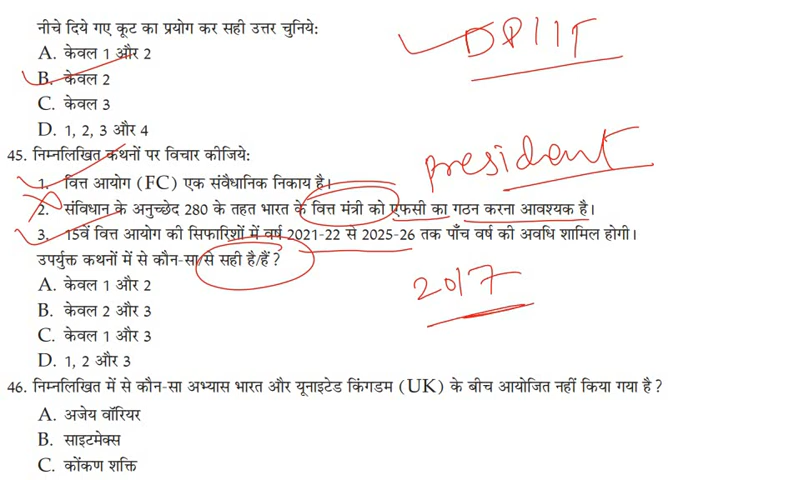 नीचे दिये गए कूट का प्रयोग कर सही उत्तर चुनिये:
DPIIT
A. केवल 1 और 2
B. केवल 2
C. केवल 3
D. 1, 2, 3 और 4
45. निम्नलिखित कथनों पर विचार कीजिये:
President
1. वित्त आयोग (FC) एक संवैधानिक निकाय है।
2. संविधान के अनुच्छेद 280 के तहत भारत के वित्त मंत्री को एफसी का गठन करना आवश्यक है।
3. 15वें वित्त आयोग की सिफारिशों में वर्ष 2021-22 से 2025-26 तक पाँच वर्ष की अवधि शामिल होगी।
उपर्युक्त कथनों में से कौन-सा/से सही है/हैं?
A. केवल 1 और 2
2017
B. केवल 2 और 3
C. केवल 1 और 3
D. 1, 2 और 3
46. निम्नलिखित में से कौन-सा अभ्यास भारत और यूनाइटेड किंगडम (UK) के बीच आयोजित नहीं किया गया है?
A. अजेय वॉरियर
B. साइटमेक्स
C. कोंकण शक्ति